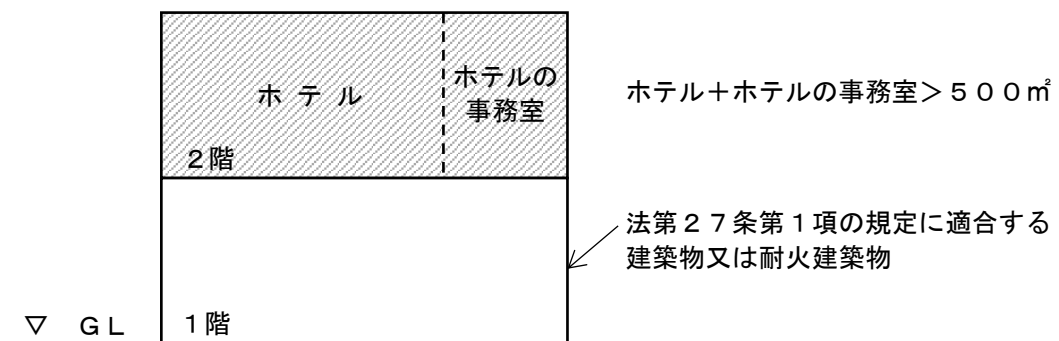 ホテル
ホテルの
事務室
ホテル＋ホテルの事務室＞５００㎡
２階
法第２７条第１項の規定に適合する
建築物又は耐火建築物
▽　ＧＬ
１階